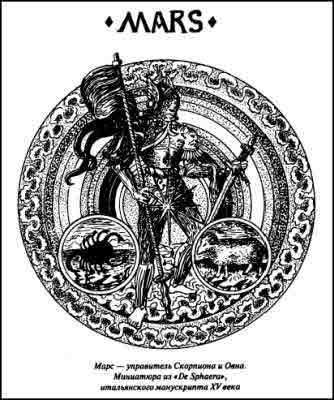 MARS
Марс — управитель Скорпиона и Овна.
Миниатюра из «De Sphaera»,
итальянского манускрипта XV века